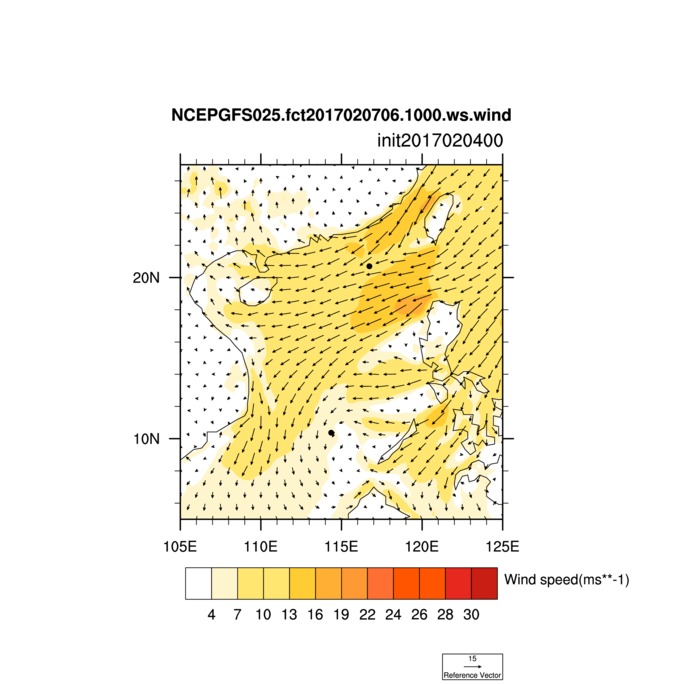 NCEPGFS025.fct2017020706.1000.ws.wind
init2017020400
20N
10N
105E 110E 115E 120E 125E
Wind speed(ms**-1)
4 7 10 13 16 19 22 24 26 28 30
15
Reference Vector